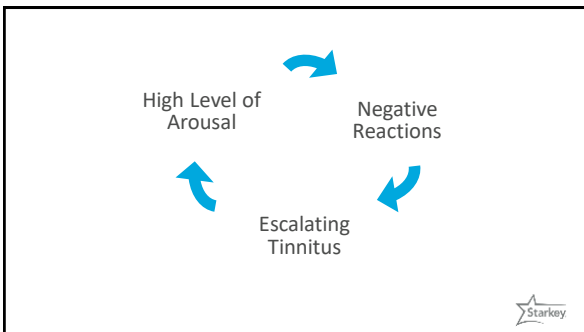 High Level of
Arousal
Negative
Reactions
Escalating
Tinnitus
Starkey